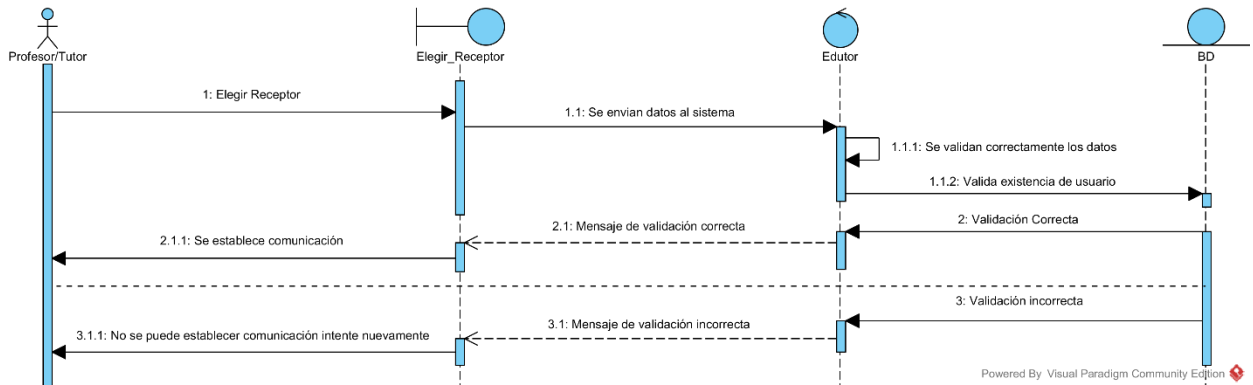 Profesor/Tutor
Elegir_Receptor
Edutor
BD
1: Elegir Receptor
1.1: Se envian datos al sistema
1.1.1: Se validan correctamente los datos
1.1.2: Valida existencia de usuario
2: Validación Correcta
2.1: Mensaje de validación correcta
2.1.1: Se establece comunicación
3: Validación incorrecta
3.1: Mensaje de validación incorrecta
3.1.1: No se puede establecer comunicación intente nuevamente
Powered By Visual Paradigm Community Edition